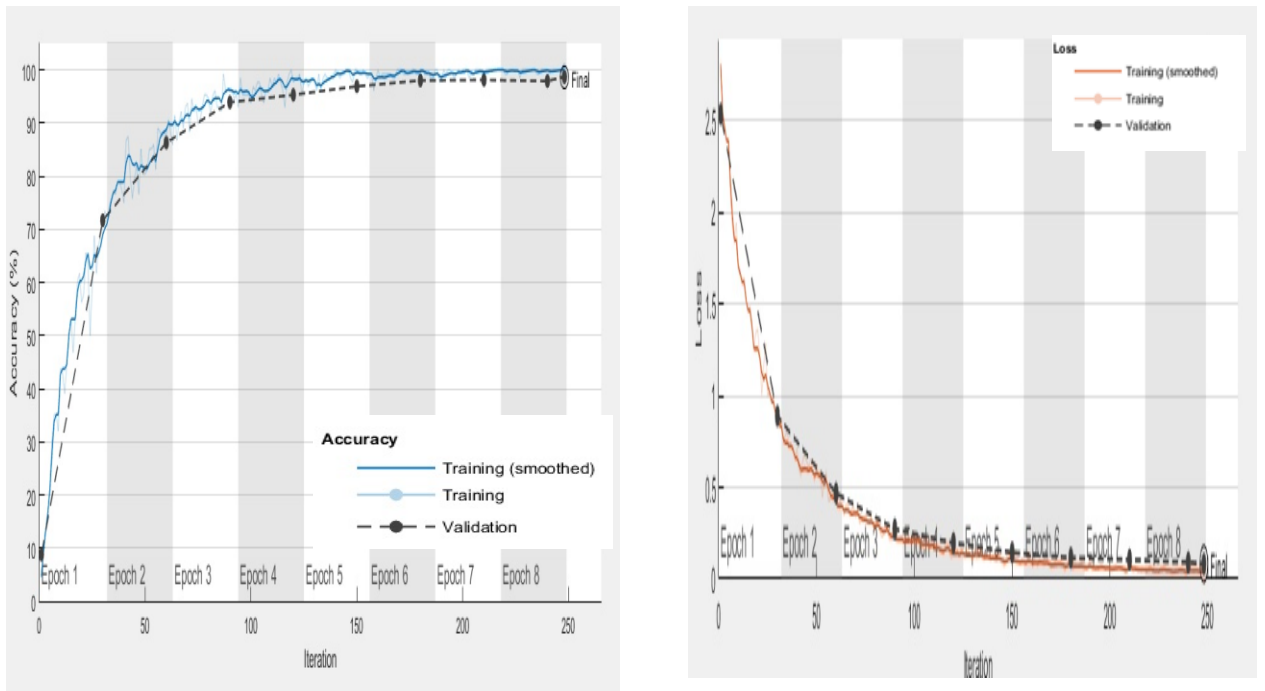 100
90
80
70
60
50
40
30
20
10
0
Accuracy (%)
Final
Accuracy
Training (smoothed)
Training
Validation
Epoch 1 Epoch 2 Epoch 3 Epoch 4 Epoch 5 Epoch 6 Epoch 7 Epoch 8
0 50 100 150 200 250
Iteration
Loss
Training (smoothed)
Training
Validation
2.5
2
1.5
1
0.5
0
Loss
Epoch 1 Epoch 2 Epoch 3 Epoch 4 Epoch 5 Epoch 6 Epoch 7 Epoch 8
Final
0 50 100 150 200 250
Iteration